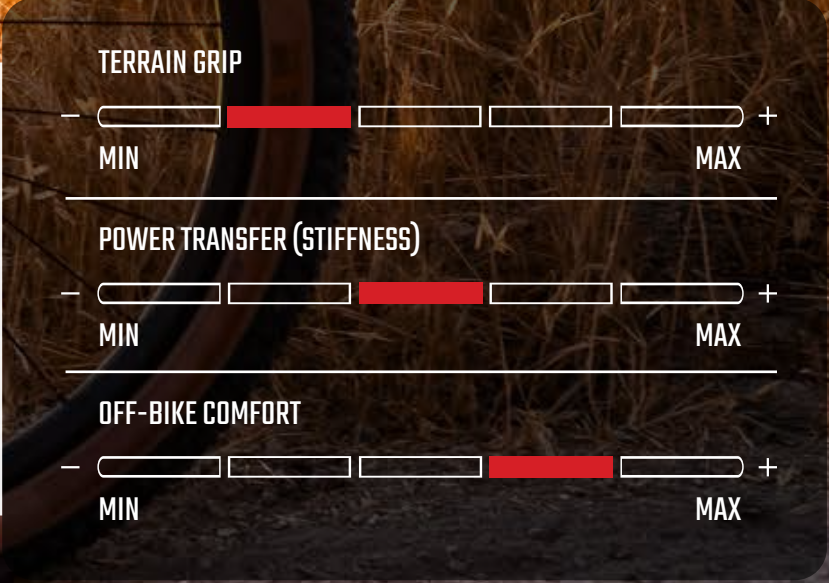 TERRAIN GRIP
– +
MIN MAX
POWER TRANSFER (STIFFNESS)
– +
MIN MAX
OFF-BIKE COMFORT
– +
MIN MAX